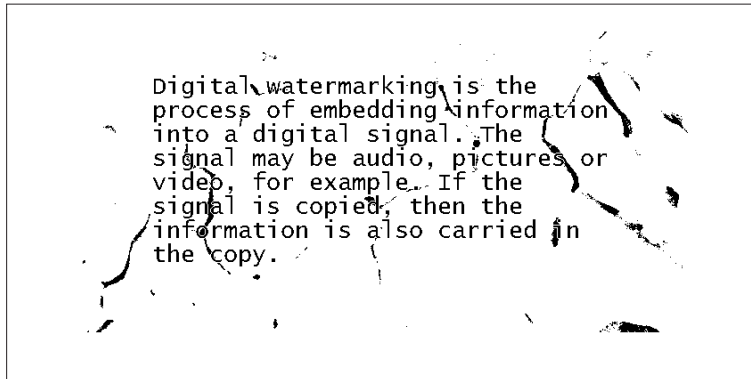 Digital watermarking is the
process of embedding information
into a digital signal. The
signal may be audio, pictures or
video, for example. If the
signal is copied, then the
information is also carried in
the copy.